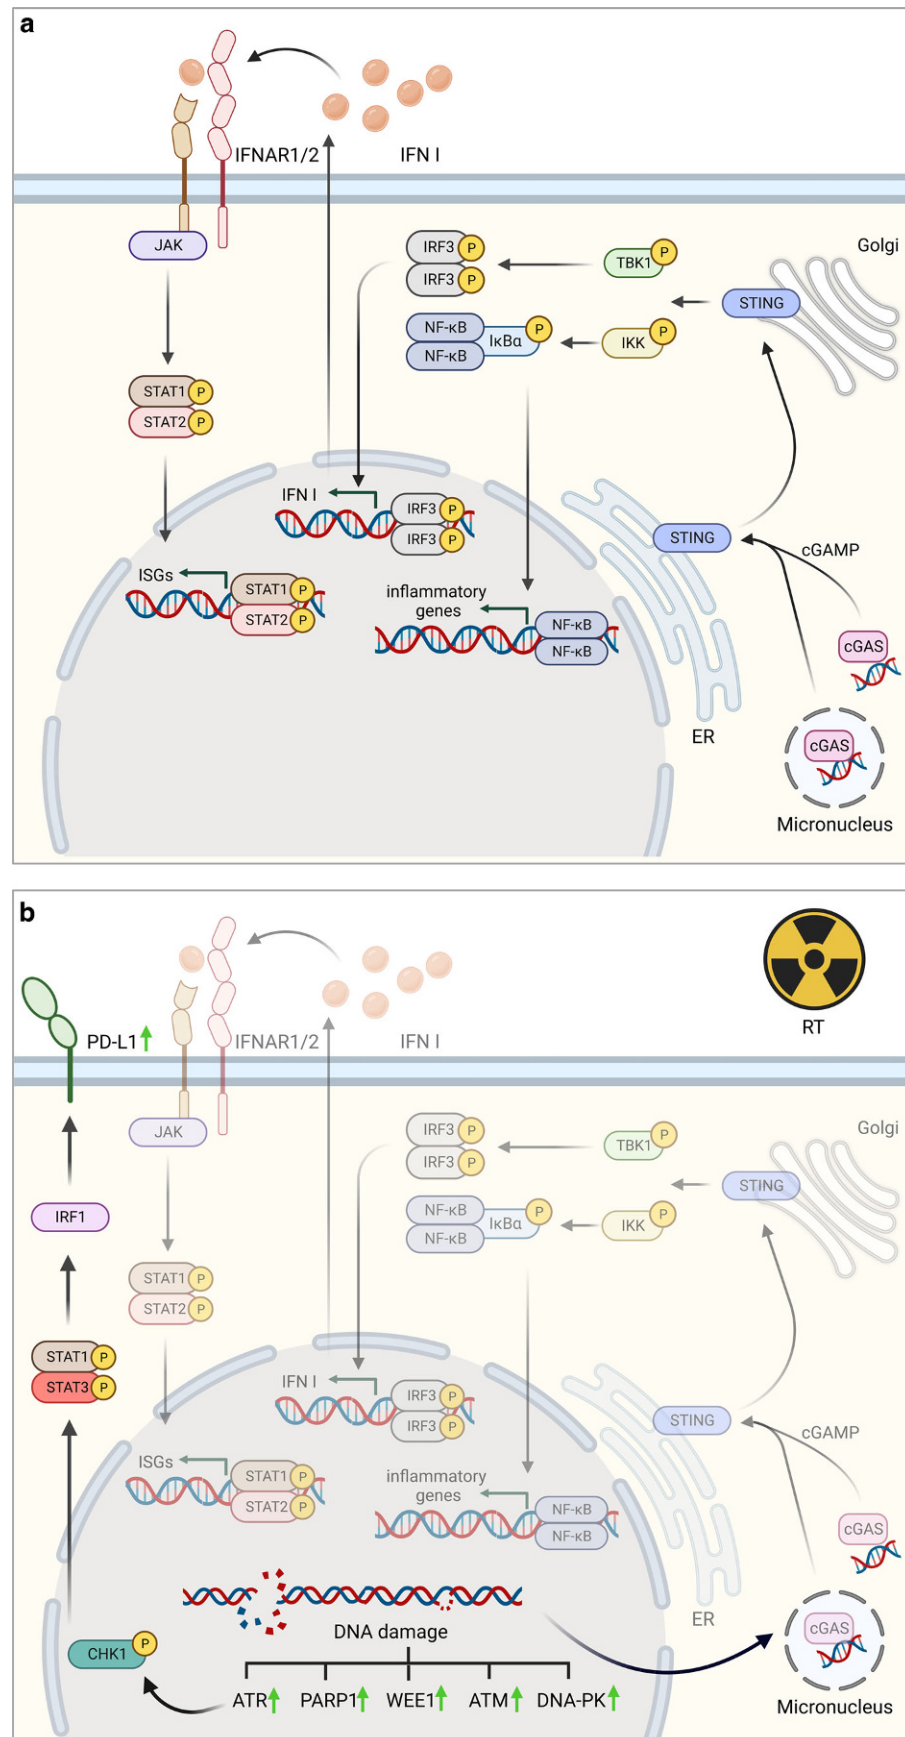 a
IFNAR1/2
IFN I
JAK
IRF3 P
IRF3 P
TBK1 P
Golgi
STING
NF-κB
NF-κB
IκBα P
IKK P
STAT1 P
STAT2 P
IFN I
IRF3 P
IRF3 P
STING
cGAMP
ISGs
STAT1 P
STAT2 P
inflammatory
genes
NF-κB
NF-κB
cGAS
ER
cGAS
Micronucleus
b
RT
PD-L1
IFNAR1/2
IFN I
JAK
IRF3 P
IRF3 P
TBK1 P
Golgi
STING
IRF1
NF-κB
NF-κB
IκBα P
IKK P
STAT1 P
STAT2 P
STAT1 P
STAT3 P
IFN I
IRF3 P
IRF3 P
STING
cGAMP
ISGs
STAT1 P
STAT2 P
inflammatory
genes
NF-κB
NF-κB
cGAS
ER
cGAS
DNA damage
CHK1 P
ATR PARP1 WEE1 ATM DNA-PK
Micronucleus